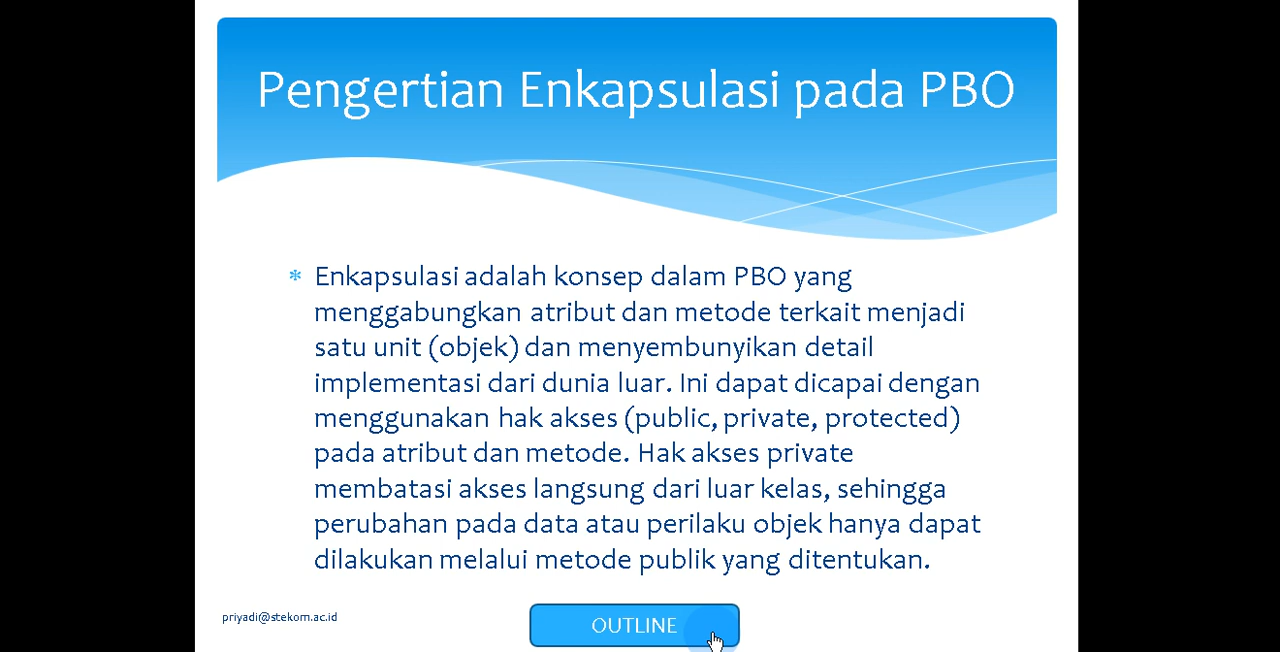 Pengertian Enkapsulasi pada PBO
* Enkapsulasi adalah konsep dalam PBO yang
menggabungkan atribut dan metode terkait menjadi
satu unit (objek) dan menyembunyikan detail
implementasi dari dunia luar. Ini dapat dicapai dengan
menggunakan hak akses (public, private, protected)
pada atribut dan metode. Hak akses private
membatasi akses langsung dari luar kelas, sehingga
perubahan pada data atau perilaku objek hanya dapat
dilakukan melalui metode publik yang ditentukan.
priyadi@stekom.ac.id
OUTLINE